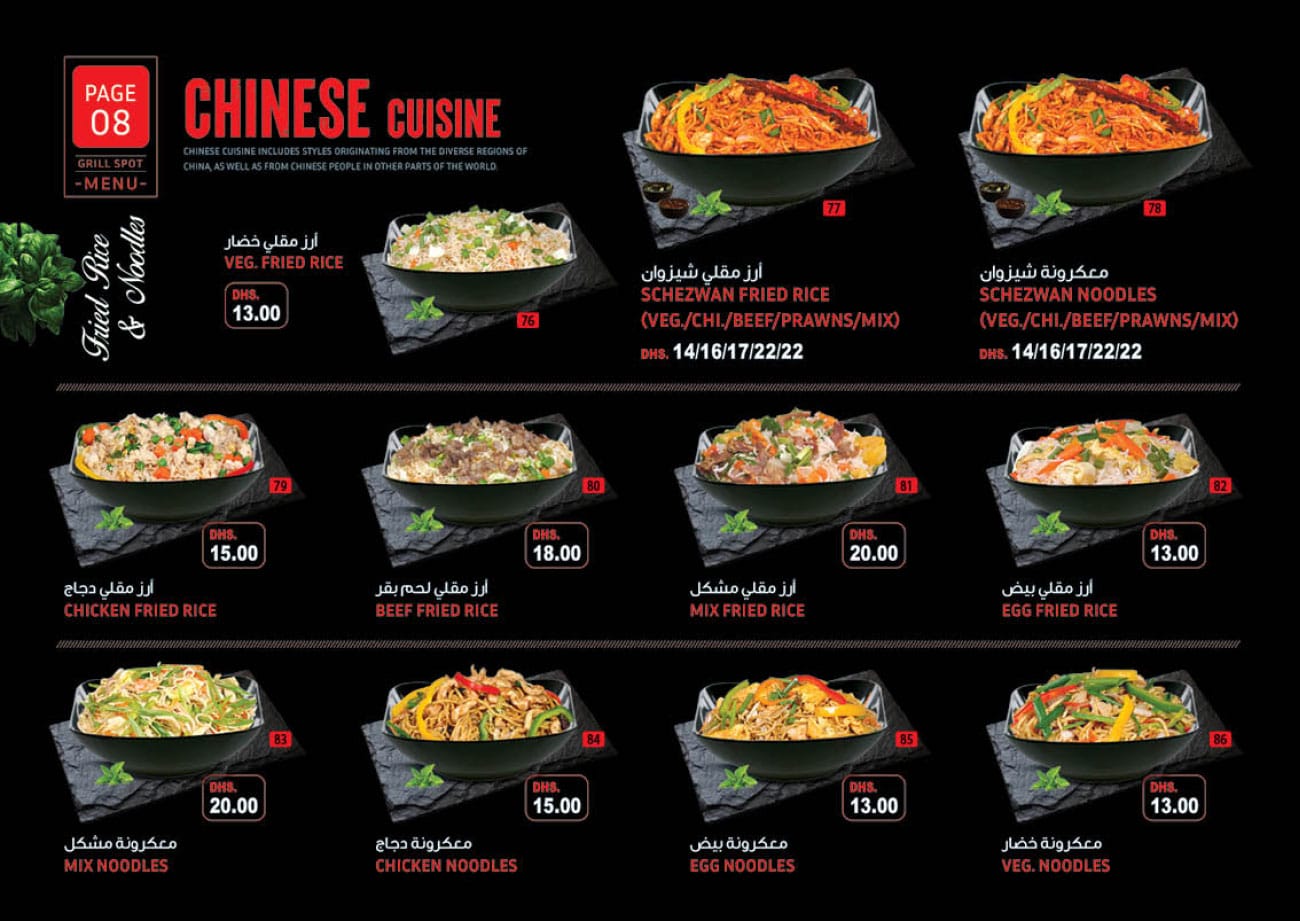 PAGE
08
GRILL SPOT
-MENU-
CHINESE CUISINE
CHINESE CUISINE INCLUDES STYLES ORIGINATING FROM THE DIVERSE REGIONS OF
CHINA, AS WELL AS FROM CHINESE PEOPLE IN OTHER PARTS OF THE WORLD.
Fried Rice
& Noodles
أرز مقلي خضار
VEG. FRIED RICE
DHS.
13.00
76
77
أرز مقلي شيزوان
SCHEZWAN FRIED RICE
(VEG./CHI./BEEF/PRAWNS/MIX)
DHS. 14/16/17/22/22
78
معكرونة شيزوان
SCHEZWAN NOODLES
(VEG./CHI./BEEF/PRAWNS/MIX)
DHS. 14/16/17/22/22
79
DHS.
15.00
أرز مقلي دجاج
CHICKEN FRIED RICE
80
DHS.
18.00
أرز مقلي لحم بقر
BEEF FRIED RICE
81
DHS.
20.00
أرز مقلي مشكل
MIX FRIED RICE
82
DHS.
13.00
أرز مقلي بيض
EGG FRIED RICE
83
DHS.
20.00
معكرونة مشكل
MIX NOODLES
84
DHS.
15.00
معكرونة دجاج
CHICKEN NOODLES
85
DHS.
13.00
معكرونة بيض
EGG NOODLES
86
DHS.
13.00
معكرونة خضار
VEG. NOODLES